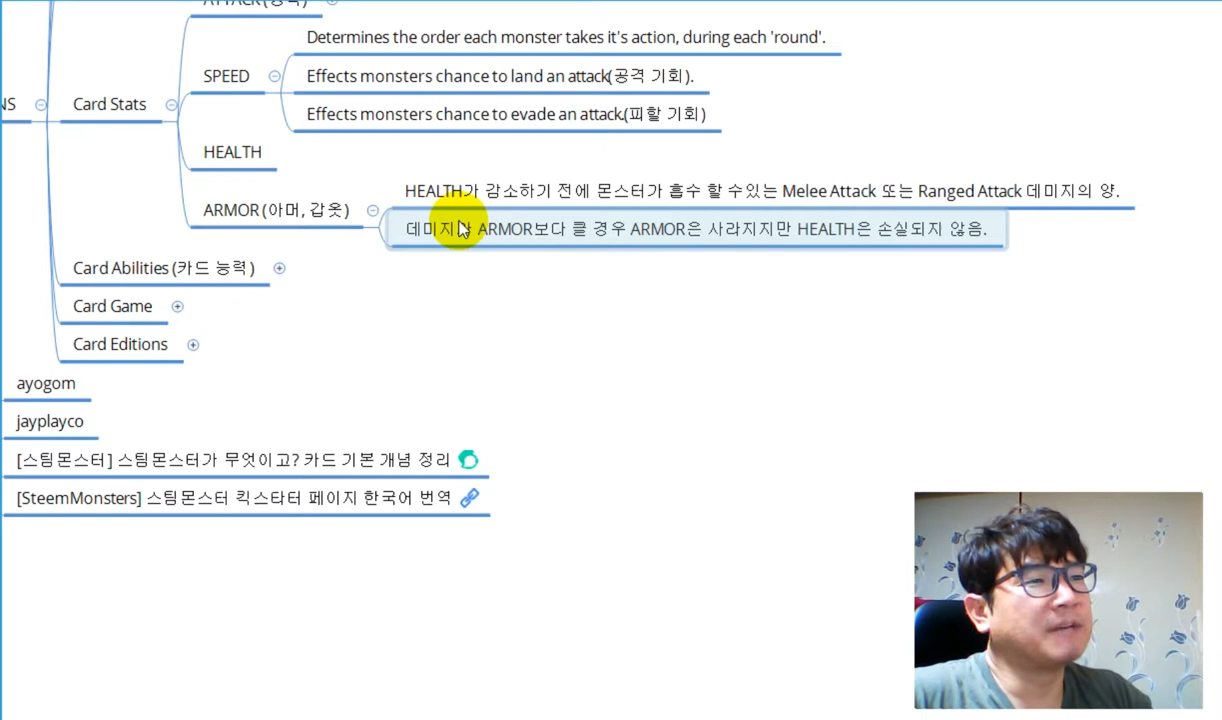 ATTACK (공격)
Determines the order each monster takes it's action, during each 'round'.
SPEED
Effects monsters chance to land an attack(공격 기회).
NS
Card Stats
Effects monsters chance to evade an attack.(피할 기회)
HEALTH
HEALTH가 감소하기 전에 몬스터가 흡수 할 수있는 Melee Attack 또는 Ranged Attack 데미지의 양.
ARMOR (아머, 갑옷)
ARMOR보다 클 경우 ARMOR은 사라지지만 HEALTH은 손실되지 않음.
Card Abilities (카드 능력)
Card Game
Card Editions
ayogom
jayplayco
[스팀몬스터] 스팀몬스터가 무엇이고? 카드 기본 개념 정리
[SteemMonsters] 스팀몬스터 킥스타터 페이지 한국어 번역